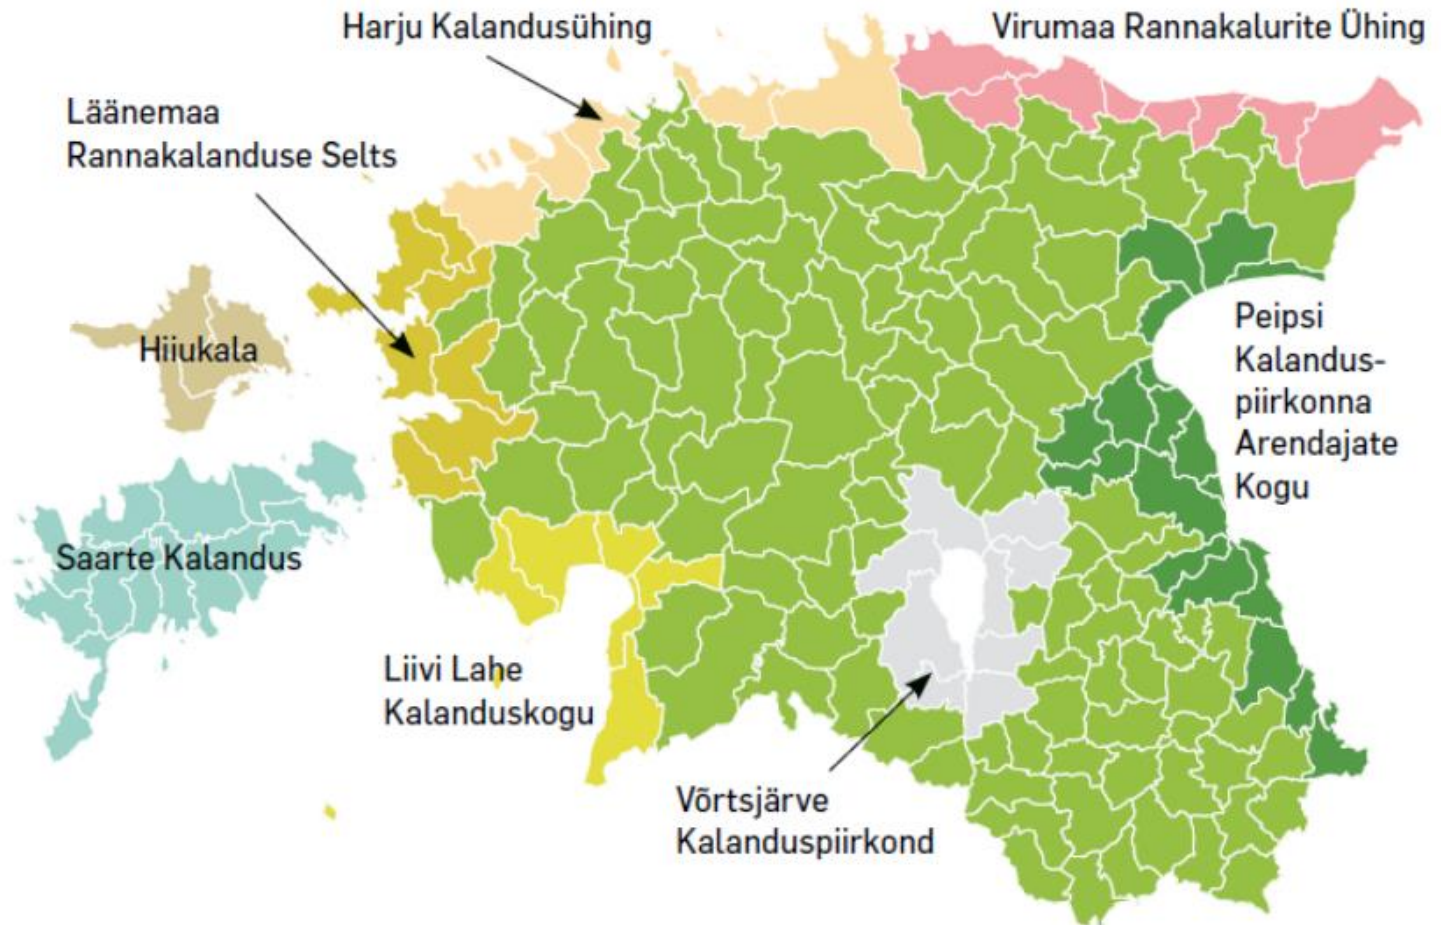 Harju Kalandusühing
Virumaa Rannakalurite Ühing
Läänemaa
Rannakalanduse Selts
Hiiukala
Peipsi
Kalandus-
piirkonna
Arendajate
Kogu
Saarte Kalandus
Liivi Lahe
Kalanduskogu
Võrtsjärve
Kalanduspiirkond